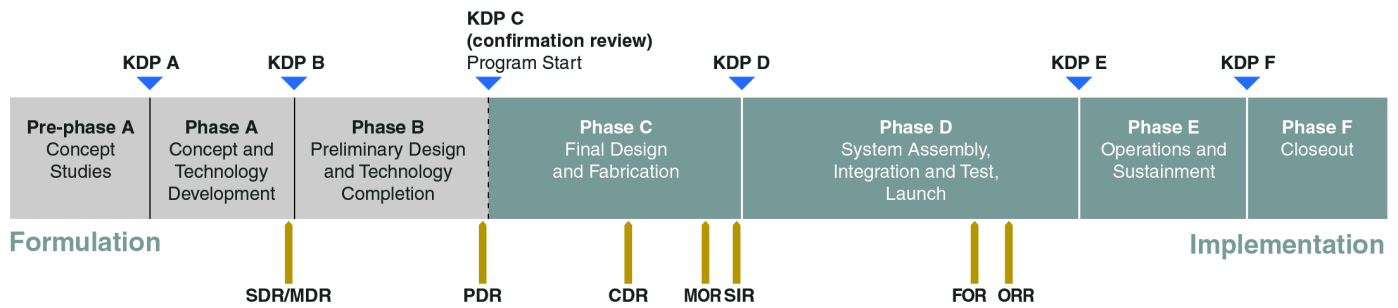 KDP C
(confirmation review)
KDP A
KDP B
Program Start
KDP D
KDP E
KDP F
Pre-phase A
Concept
Studies
Phase A
Concept and
Technology
Development
Phase B
Preliminary Design
and Technology
Completion
Phase C
Final Design
and Fabrication
Phase D
System Assembly,
Integration and Test,
Launch
Phase E
Operations and
Sustainment
Phase F
Closeout
Formulation
Implementation
SDR/MDR
PDR
CDR
MOR
SIR
FOR
ORR